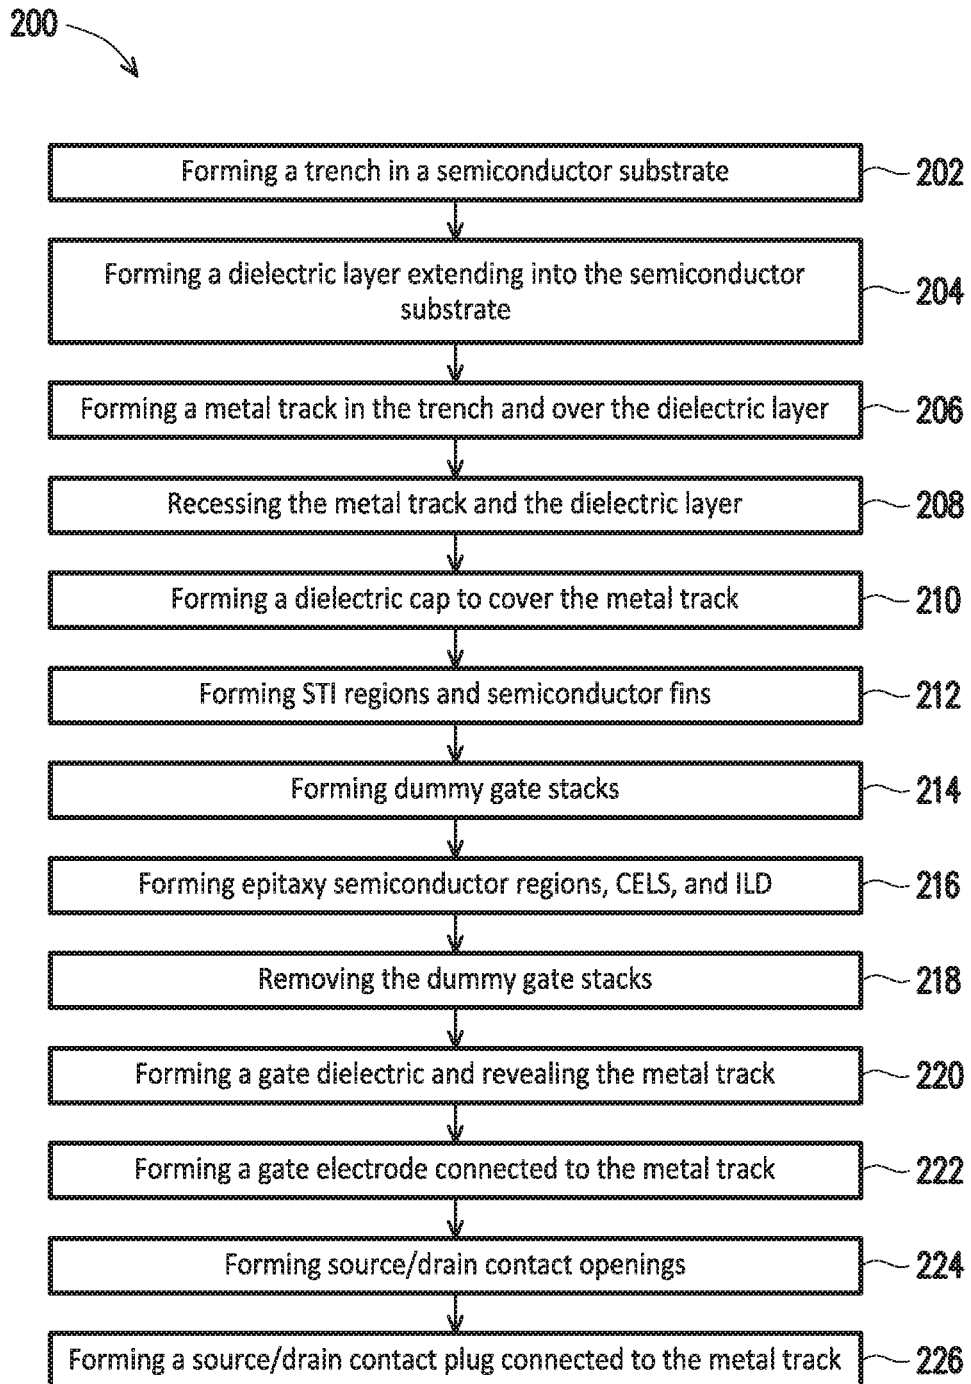 200
Forming a trench in a semiconductor substrate
202
Forming a dielectric layer extending into the semiconductor
substrate
204
Forming a metal track in the trench and over the dielectric layer
206
Recessing the metal track and the dielectric layer
208
Forming a dielectric cap to cover the metal track
210
Forming STI regions and semiconductor fins
212
Forming dummy gate stacks
214
Forming epitaxy semiconductor regions, CELS, and ILD
216
Removing the dummy gate stacks
218
Forming a gate dielectric and revealing the metal track
220
Forming a gate electrode connected to the metal track
222
Forming source/drain contact openings
224
Forming a source/drain contact plug connected to the metal track
226